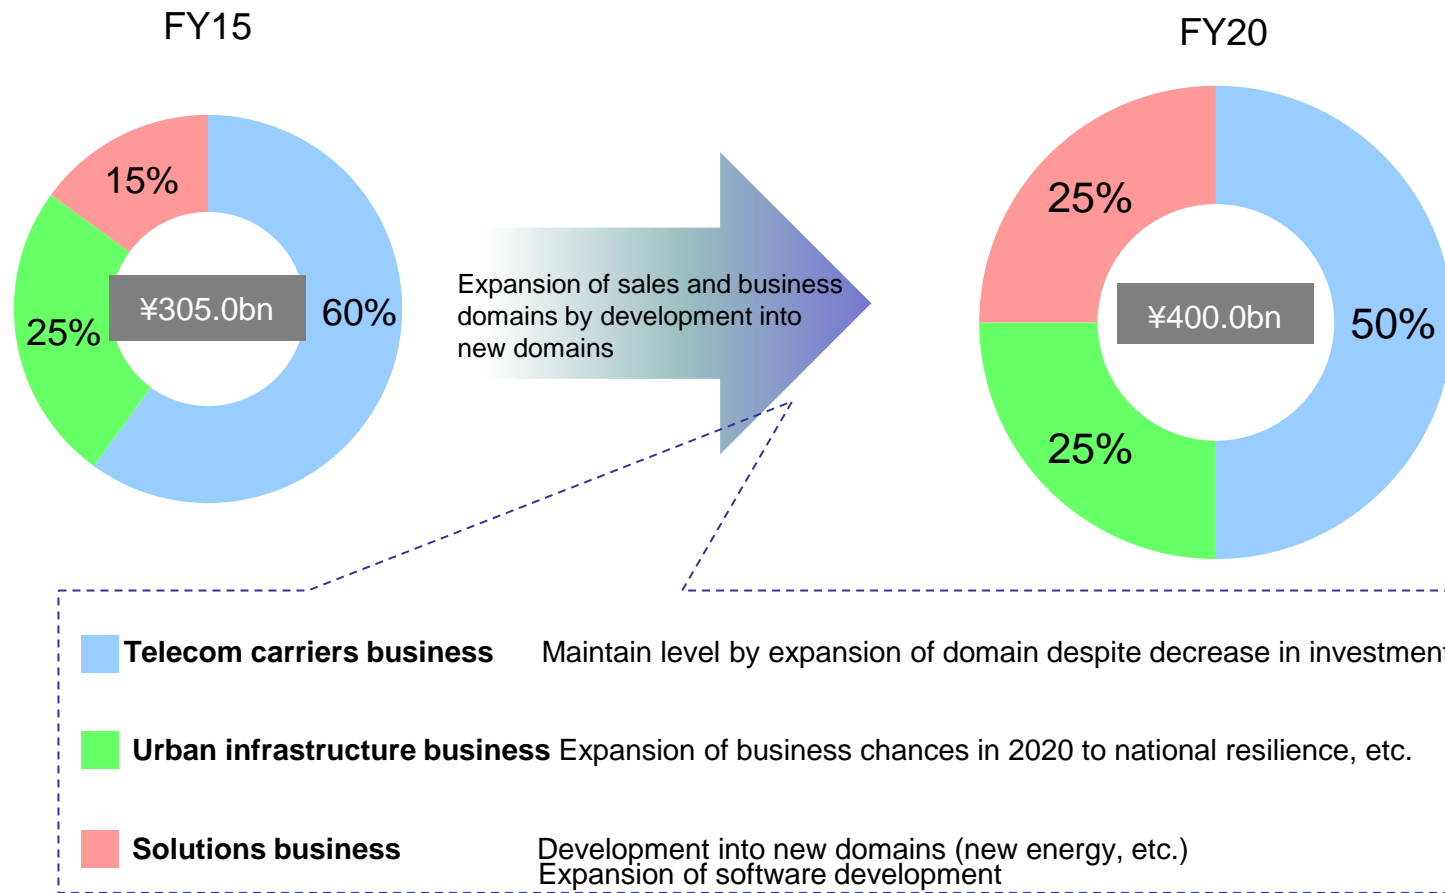 FY15
FY20
15%
25%
60%
¥305.0bn
Expansion of sales and business
domains by development into
new domains
25%
25%
50%
¥400.0bn
Telecom carriers business Maintain level by expansion of domain despite decrease in investment
Urban infrastructure business Expansion of business chances in 2020 to national resilience, etc.
Solutions business Development into new domains (new energy, etc.)
Expansion of software development